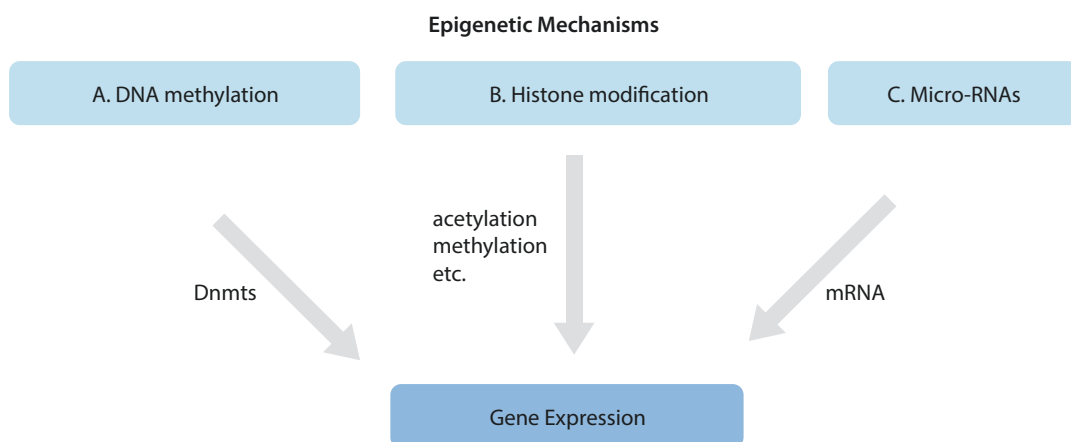 Epigenetic Mechanisms
A. DNA methylation
B. Histone modification
C. Micro-RNAs
acetylation
methylation
etc.
Dnmts
mRNA
Gene Expression